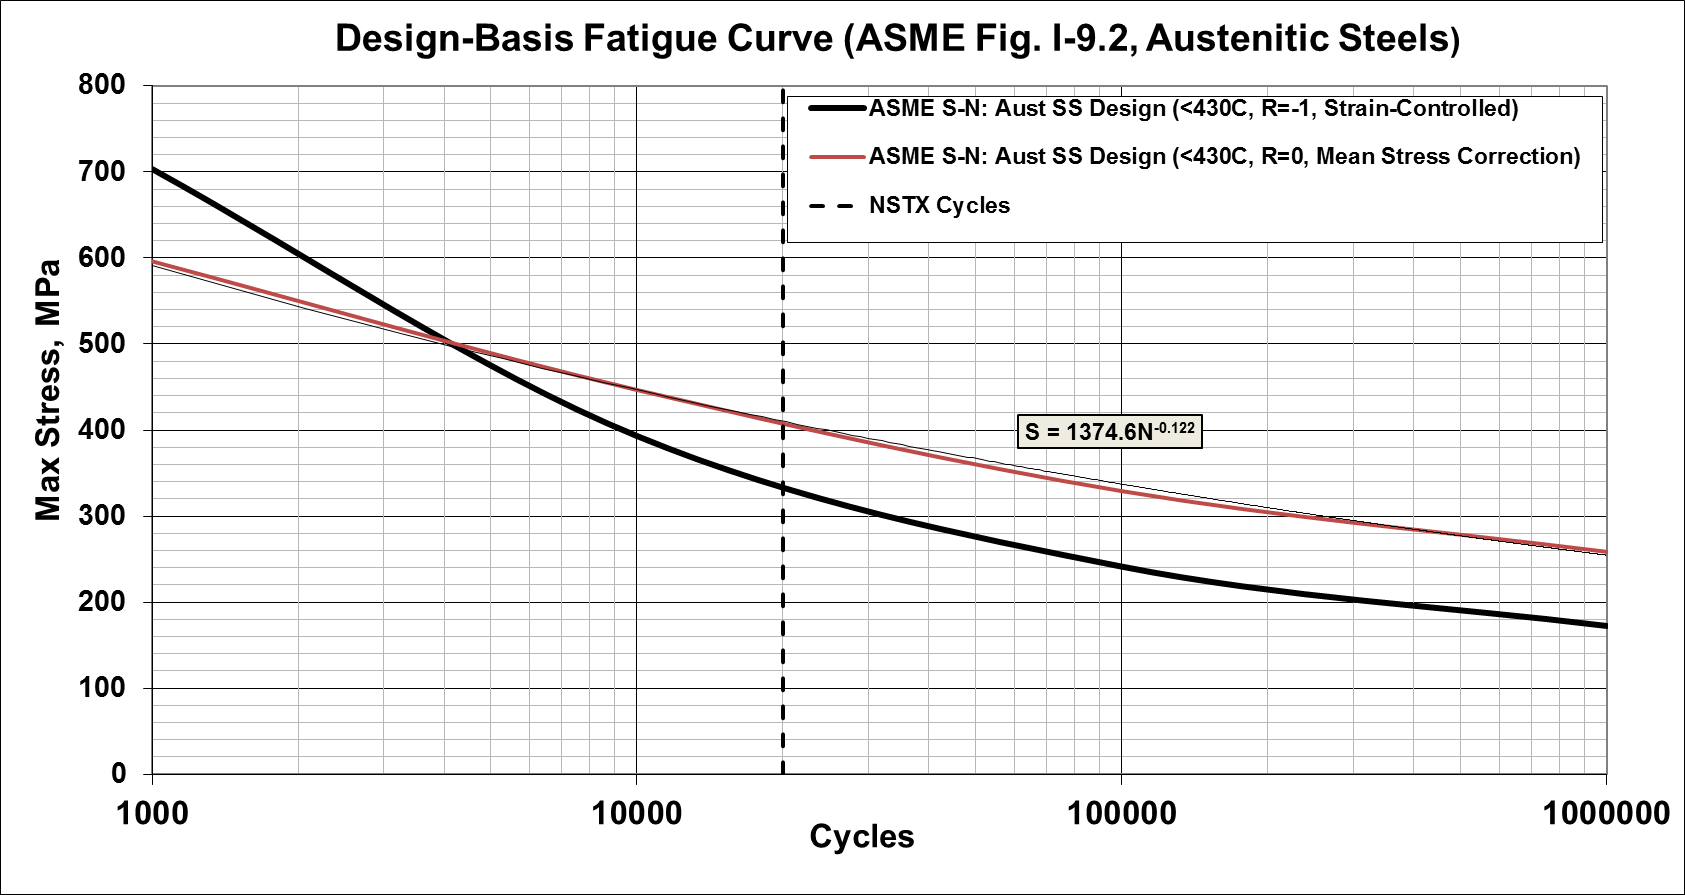 Design-Basis Fatigue Curve (ASME Fig. I-9.2, Austenitic Steels)
800
700
600
500
400
300
200
100
0
Max Stress, MPa
ASME S-N: Aust SS Design (<430C, R=-1, Strain-Controlled)
ASME S-N: Aust SS Design (<430C, R=0, Mean Stress Correction)
NSTX Cycles
S = 1374.6N-0.122
1000 10000 100000 1000000
Cycles